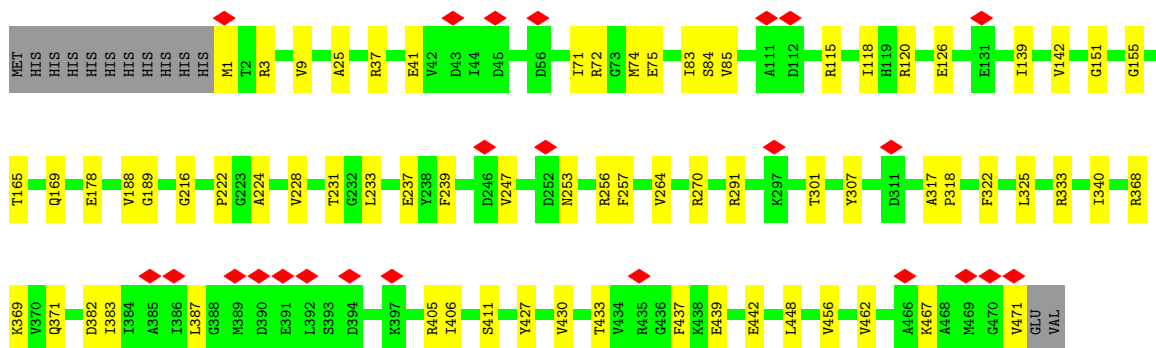 MET HIS HIS HIS HIS HIS HIS HIS HIS HIS HIS M1 T2 R3 V9 A25 R37 E41 V42 D43 I44 D45 D56 I71 R72 G73 M74 E75 I83 S84 V85 A111 D112 R115 I118 H119 R120 E126 E131 I139 V142 G151 G155
T165 Q169 E178 V188 G189 G216 P222 G223 A224 V228 T231 G232 L233 E237 Y238 F239 D246 V247 D252 N253 R256 F257 V264 R270 R291 K297 T301 Y307 D311 A317 P318 F322 L325 R333 I340 R368
K369 V370 Q371 D382 I383 I384 A385 I386 L387 G388 M389 D390 E391 L392 S393 D394 K397 R405 I406 S411 Y427 V430 T433 V434 R435 G436 F437 K438 E439 E442 L448 V456 V462 A466 K467 A468 M469 G470 V471 GLU VAL